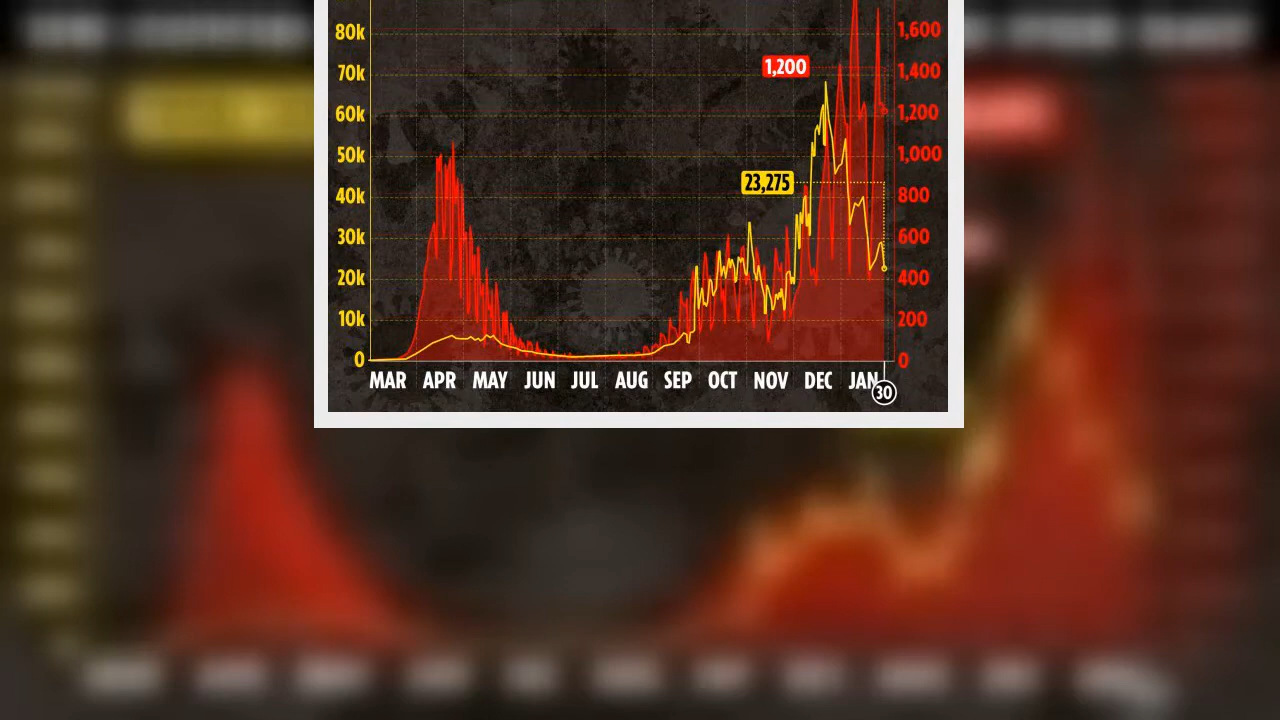 80k 1,600
1,200
70k 1,400
60k 1,200
50k 1,000
23,275
40k 800
30k 600
20k 400
10k 200
0 0
MAR APR MAY JUN JUL AUG SEP OCT NOV DEC JAN
30